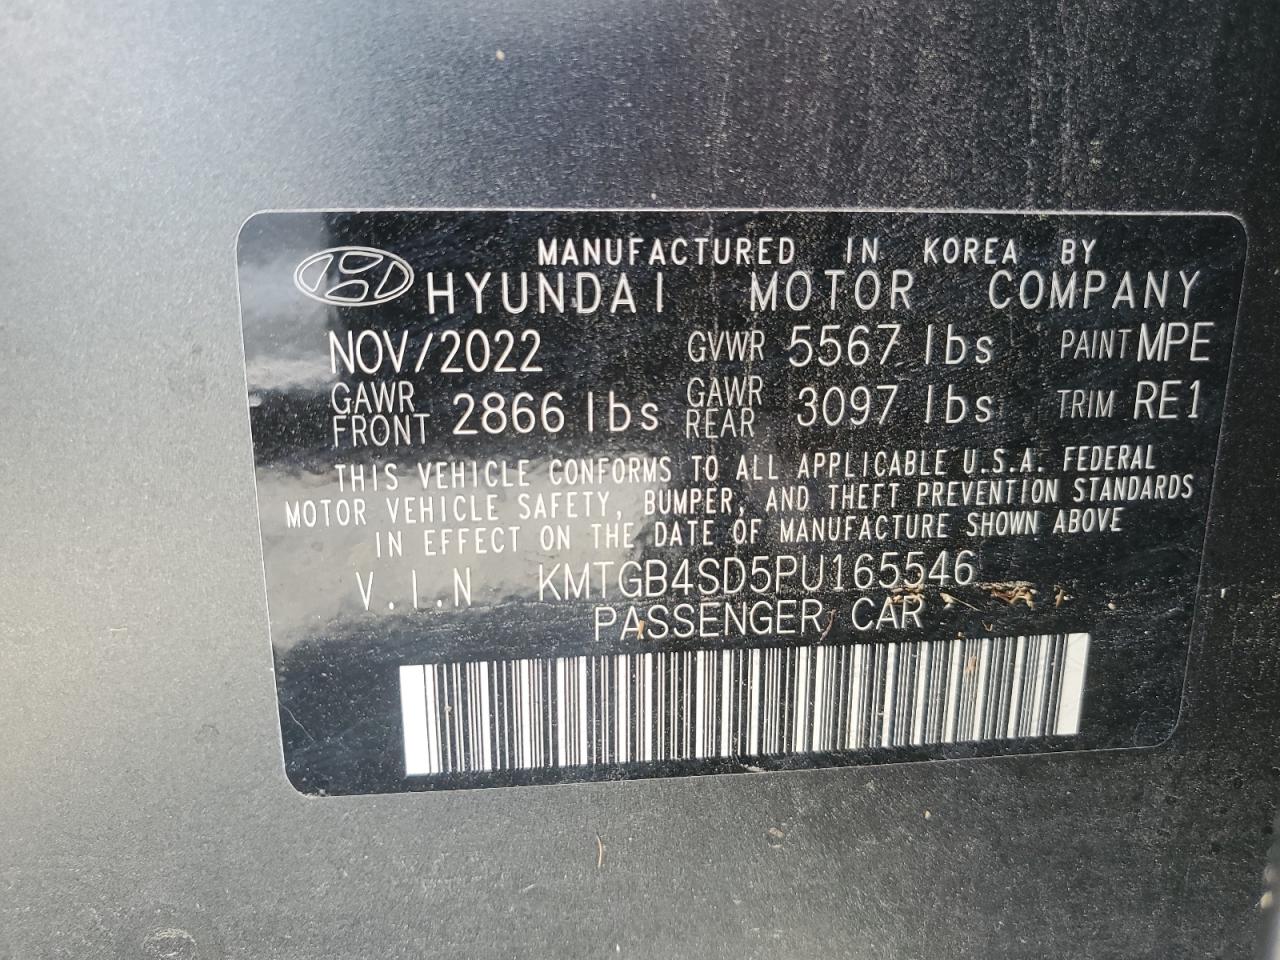 MANUFACTURED IN KOREA BY
HYUNDAI MOTOR COMPANY
NOV/2022 GVWR 5567 lbs PAINT MPE
GAWR FRONT 2866 lbs GAWR REAR 3097 lbs TRIM RE1
THIS VEHICLE CONFORMS TO ALL APPLICABLE U.S.A. FEDERAL
MOTOR VEHICLE SAFETY, BUMPER, AND THEFT PREVENTION STANDARDS
IN EFFECT ON THE DATE OF MANUFACTURE SHOWN ABOVE
V.I.N KMTGB4SD5PU165546
PASSENGER CAR